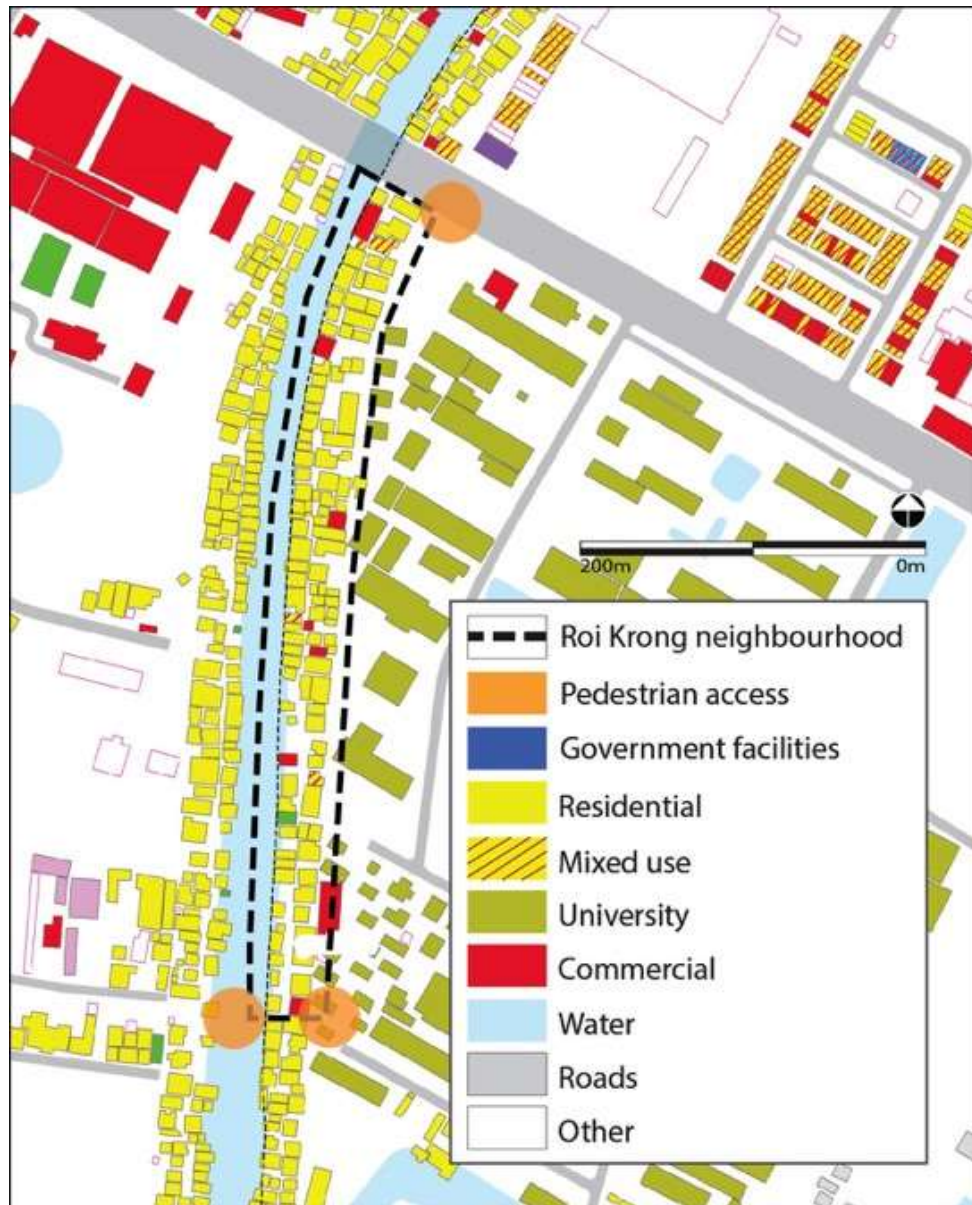 200m 0m
Roi Krong neighbourhood
Pedestrian access
Government facilities
Residential
Mixed use
University
Commercial
Water
Roads
Other